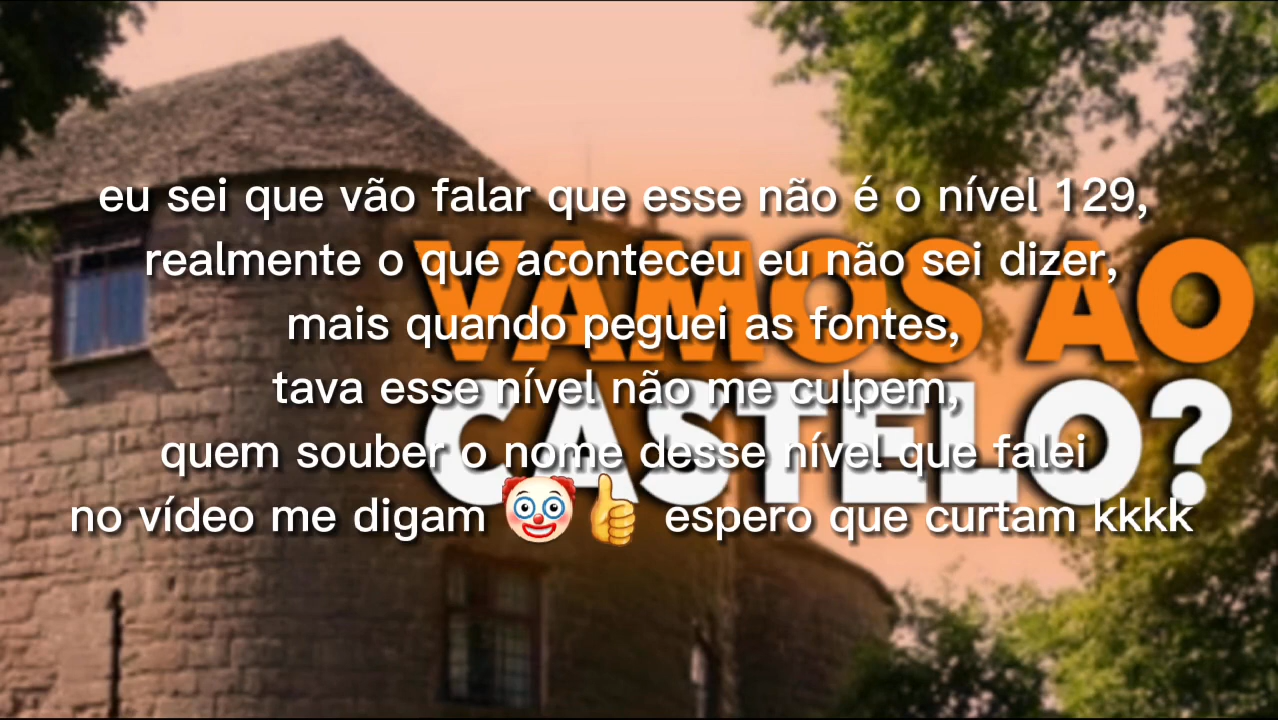 eu sei que vão falar que esse não é o nível 129,
realmente o que aconteceu eu não sei dizer,
mais quando peguei as fontes,
tava esse nível não me culpem,
quem souber o nome desse nível que falei
no vídeo me digam 🤡👍 espero que curtam kkkk
VAMOS AO
CASTELO?